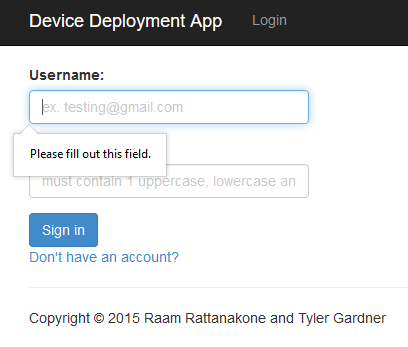 Device Deployment App Login
Username:
ex. testing@gmail.com
Please fill out this field.
must contain 1 uppercase, lowercase an
Sign in
Don't have an account?
Copyright © 2015 Raam Rattanakone and Tyler Gardner